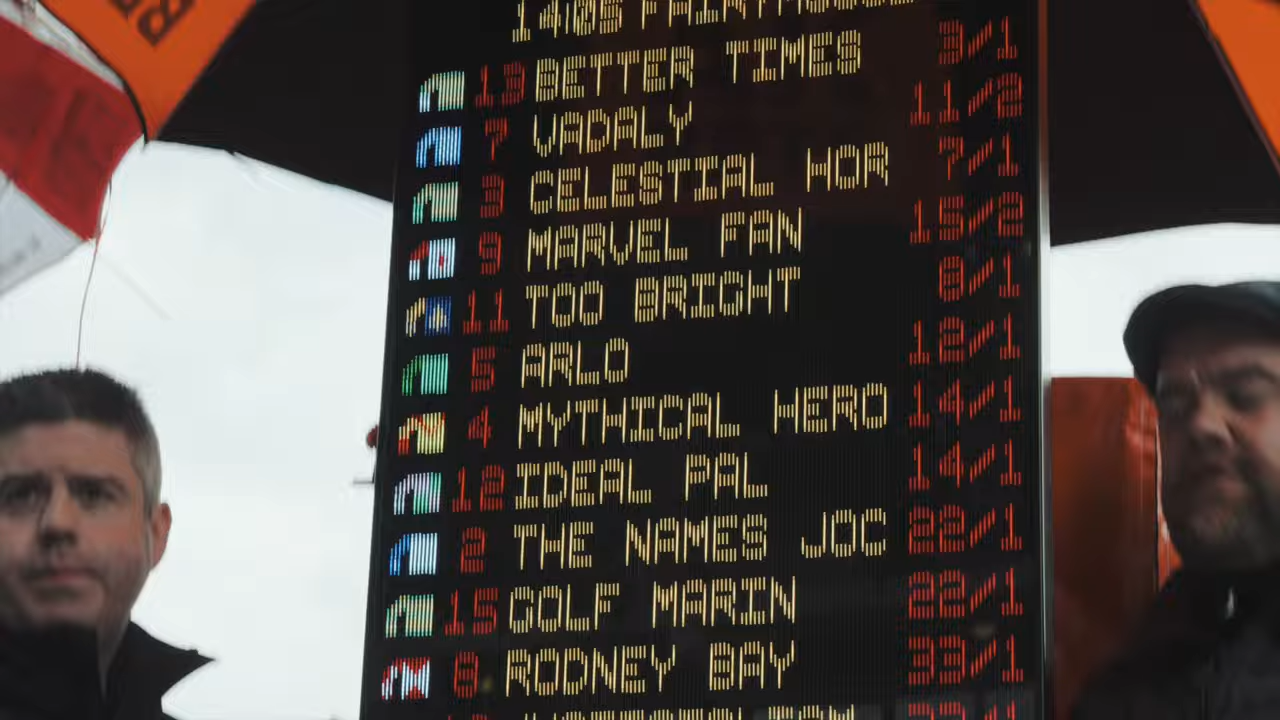 1405 FAIRYHOUSE
13 BETTER TIMES 3/1
7 VADALY 11/2
3 CELESTIAL HOR 7/1
9 MARVEL FAN 15/2
11 TOO BRIGHT 8/1
5 ARLO 12/1
4 MYTHICAL HERO 14/1
12 IDEAL PAL 14/1
2 THE NAMES JOC 22/1
15 GOLF MARIN 22/1
8 RODNEY BAY 33/1